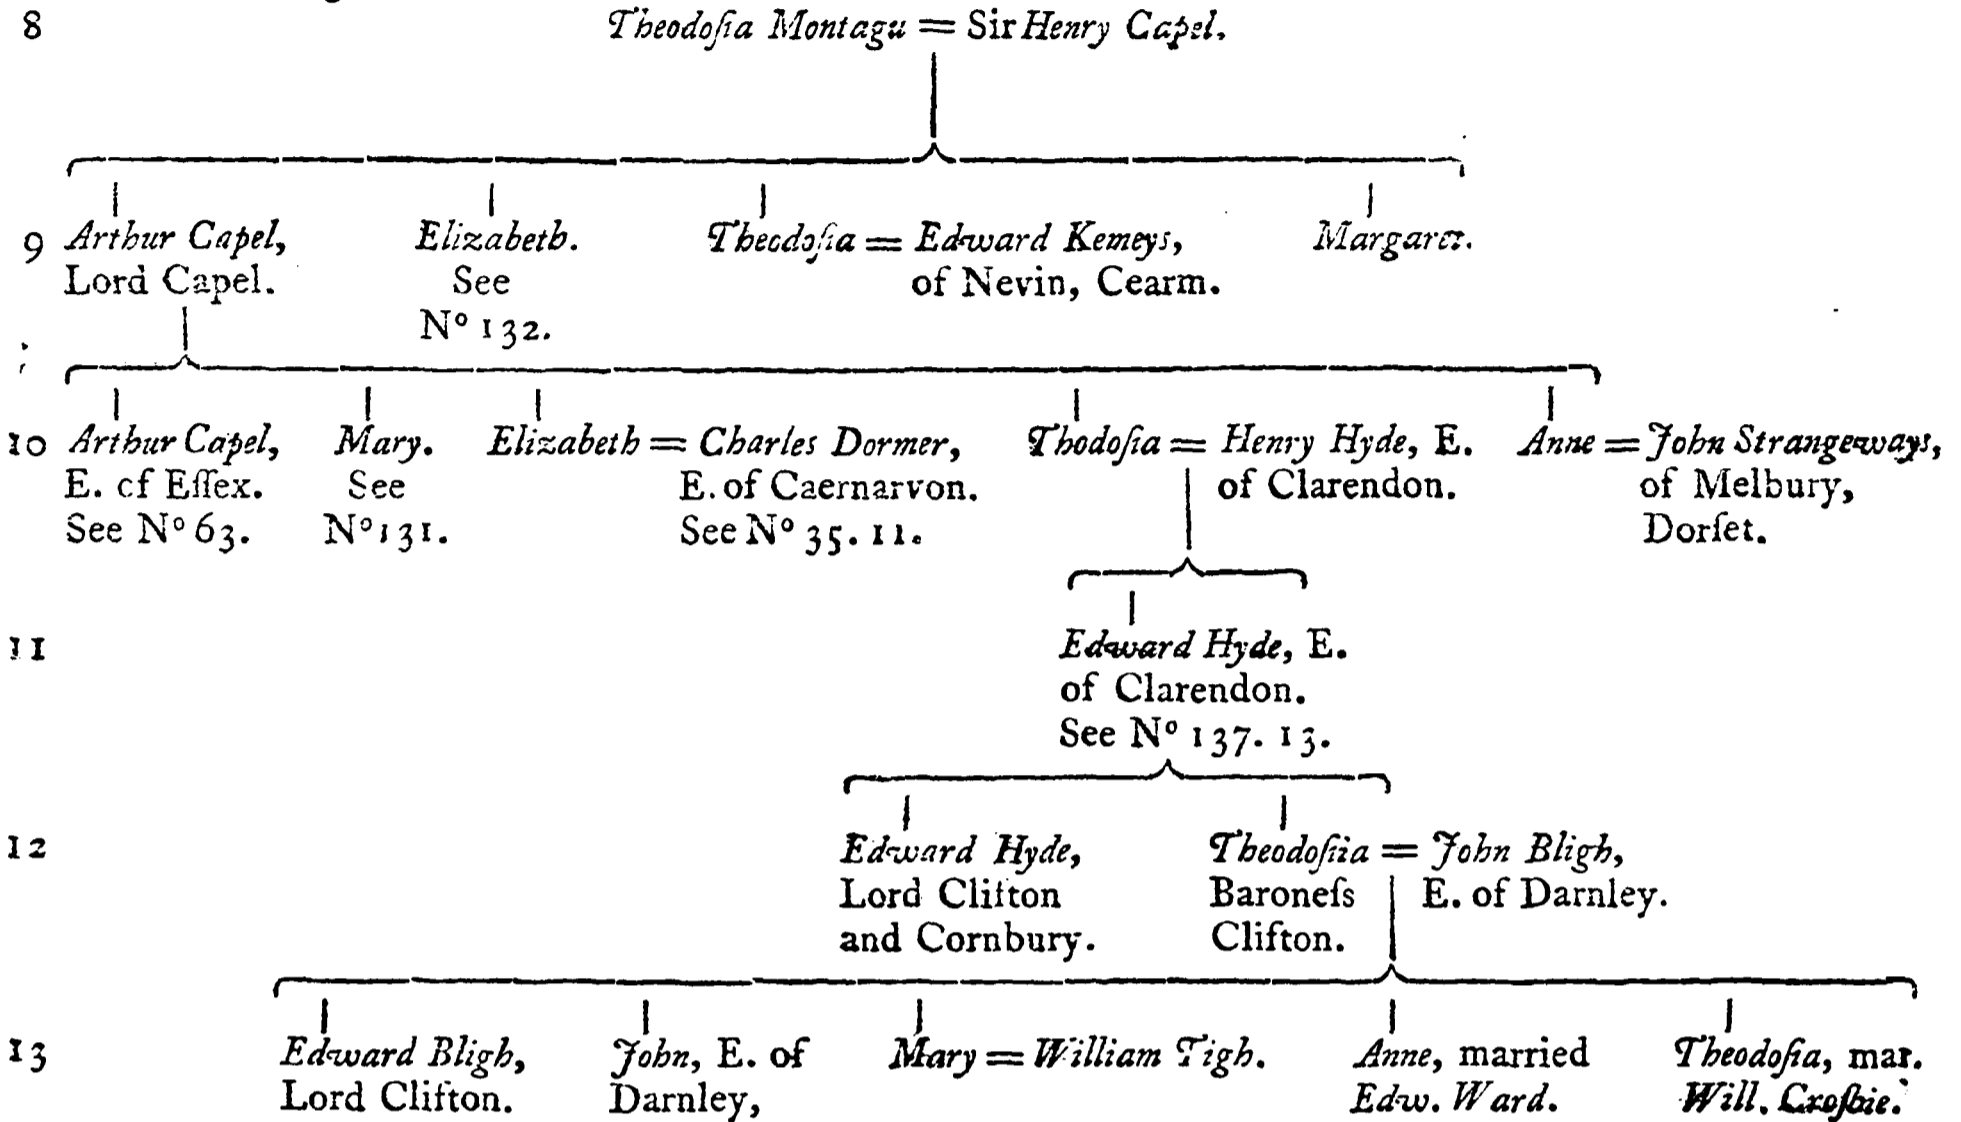 8 Theodoſia Montagu = Sir Henry Capel.
9 Arthur Capel, Elizabeth. Theodoſia = Edward Kemeys, Margaret.
Lord Capel. See of Nevin, Cearm.
Nº 132.
10 Arthur Capel, Mary. Elizabeth = Charles Dormer, Thodoſia = Henry Hyde, E. Anne = John Strangeways,
E. of Eſſex. See E. of Caernarvon. of Clarendon. of Melbury,
See Nº 63. Nº 131. See Nº 35. 11. Dorſet.
11 Edward Hyde, E.
of Clarendon.
See Nº 137. 13.
12 Edward Hyde, Theodoſiia = John Bligh,
Lord Clifton Baroneſs E. of Darnley.
and Cornbury. Clifton.
13 Edward Bligh, John, E. of Mary = William Tigh. Anne, married Theodoſia, mar.
Lord Clifton. Darnley, Edw. Ward. Will. Croſbie.